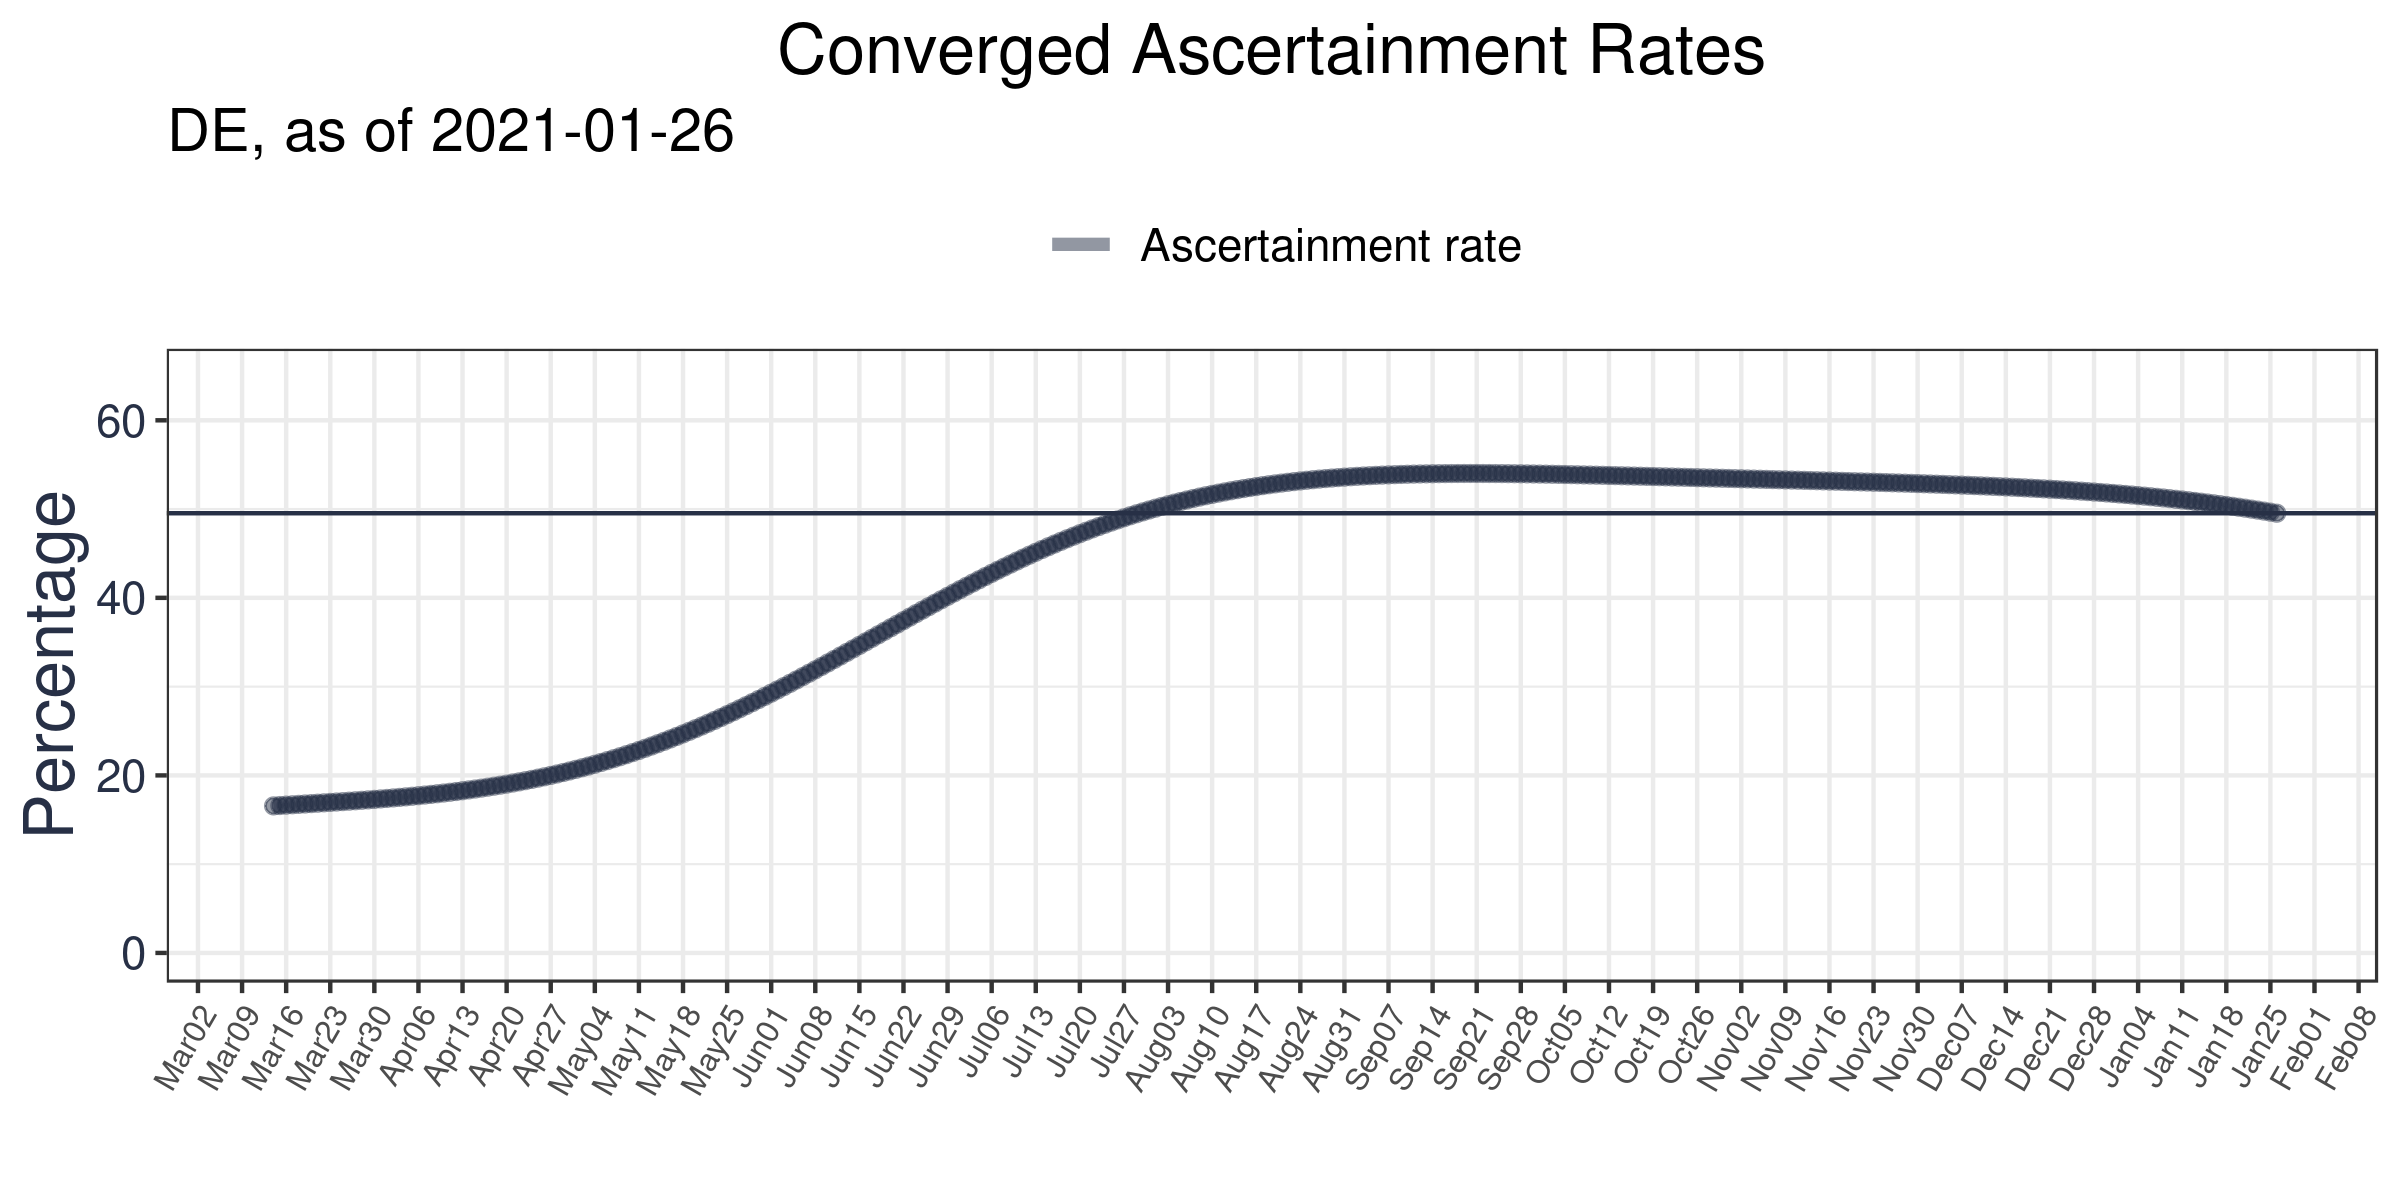 Converged Ascertainment Rates
DE, as of 2021-01-26
Ascertainment rate
Percentage
60
40
20
0
Mar02 Mar09 Mar16 Mar23 Mar30 Apr06 Apr13 Apr20 Apr27 May04 May11 May18 May25 Jun01 Jun08 Jun15 Jun22 Jun29 Jul06 Jul13 Jul20 Jul27 Aug03 Aug10 Aug17 Aug24 Aug31 Sep07 Sep14 Sep21 Sep28 Oct05 Oct12 Oct19 Oct26 Nov02 Nov09 Nov16 Nov23 Nov30 Dec07 Dec14 Dec21 Dec28 Jan04 Jan11 Jan18 Jan25 Feb01 Feb08